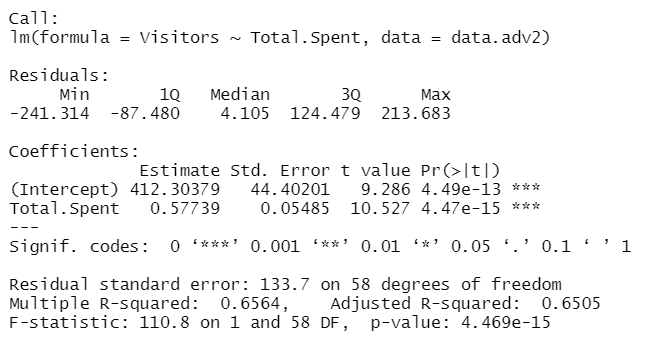 Call:
lm(formula = Visitors ~ Total.Spent, data = data.adv2)
Residuals:
Min 1Q Median 3Q Max
-241.314 -87.480 4.105 124.479 213.683
Coefficients:
Estimate Std. Error t value Pr(>|t|)
(Intercept) 412.30379 44.40201 9.286 4.49e-13 ***
Total.Spent 0.57739 0.05485 10.527 4.47e-15 ***
---
Signif. codes: 0 ‘***’ 0.001 ‘**’ 0.01 ‘*’ 0.05 ‘.’ 0.1 ‘ ’ 1
Residual standard error: 133.7 on 58 degrees of freedom
Multiple R-squared: 0.6564, Adjusted R-squared: 0.6505
F-statistic: 110.8 on 1 and 58 DF, p-value: 4.469e-15